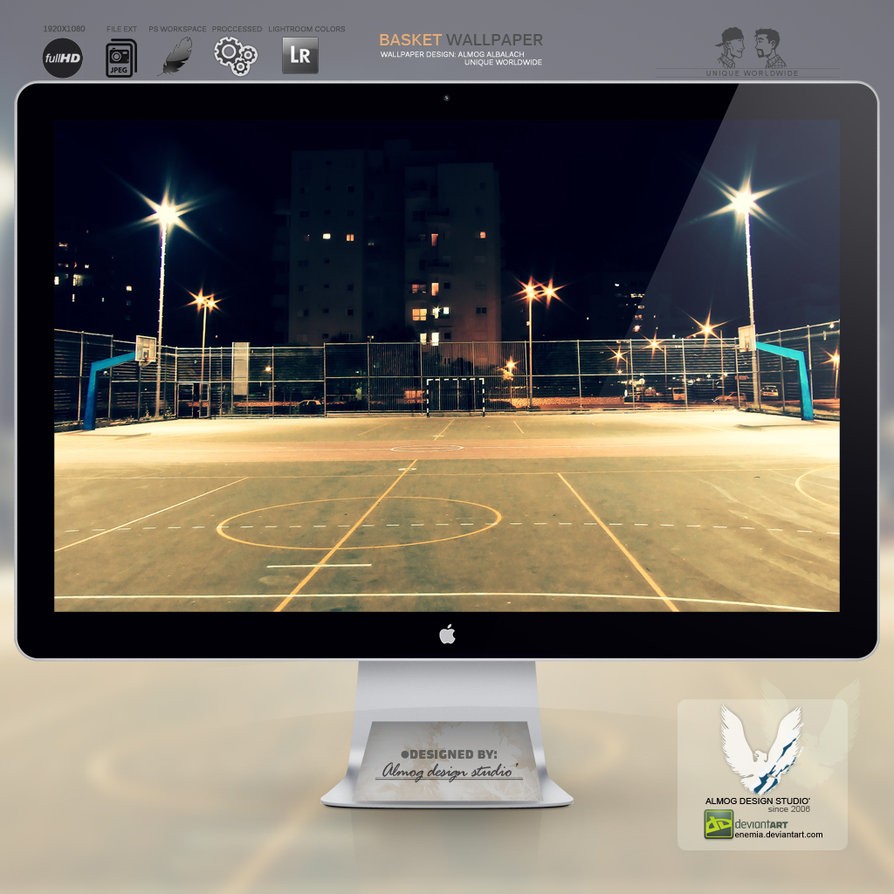 1920X1080
FILE EXT
PS WORKSPACE
PROCCESSED
LIGHTROOM COLORS
fullHD
JPEG
LR
BASKET WALLPAPER
WALLPAPER DESIGN: ALMOG ALBALACH
UNIQUE WORLDWIDE
UNIQUE WORLDWIDE
DESIGNED BY:
Almog design studio'
ALMOG DESIGN STUDIO'
since 2006
deviantART
enemia.deviantart.com